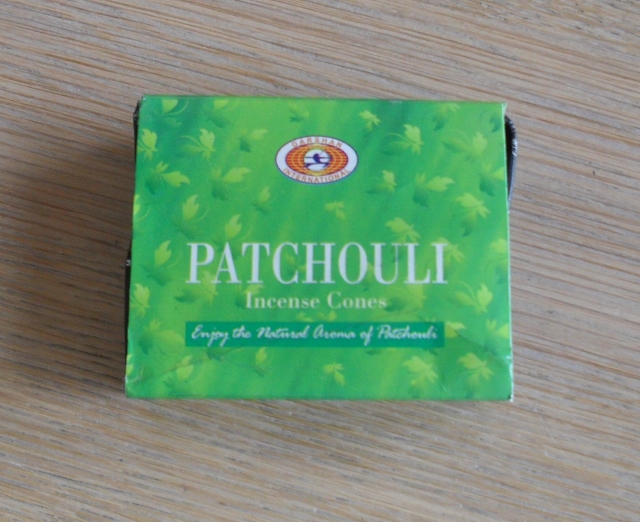 DARSHAN
INTERNATIONAL
PATCHOULI
Incense Cones
Enjoy the Natural Aroma of Patchouli